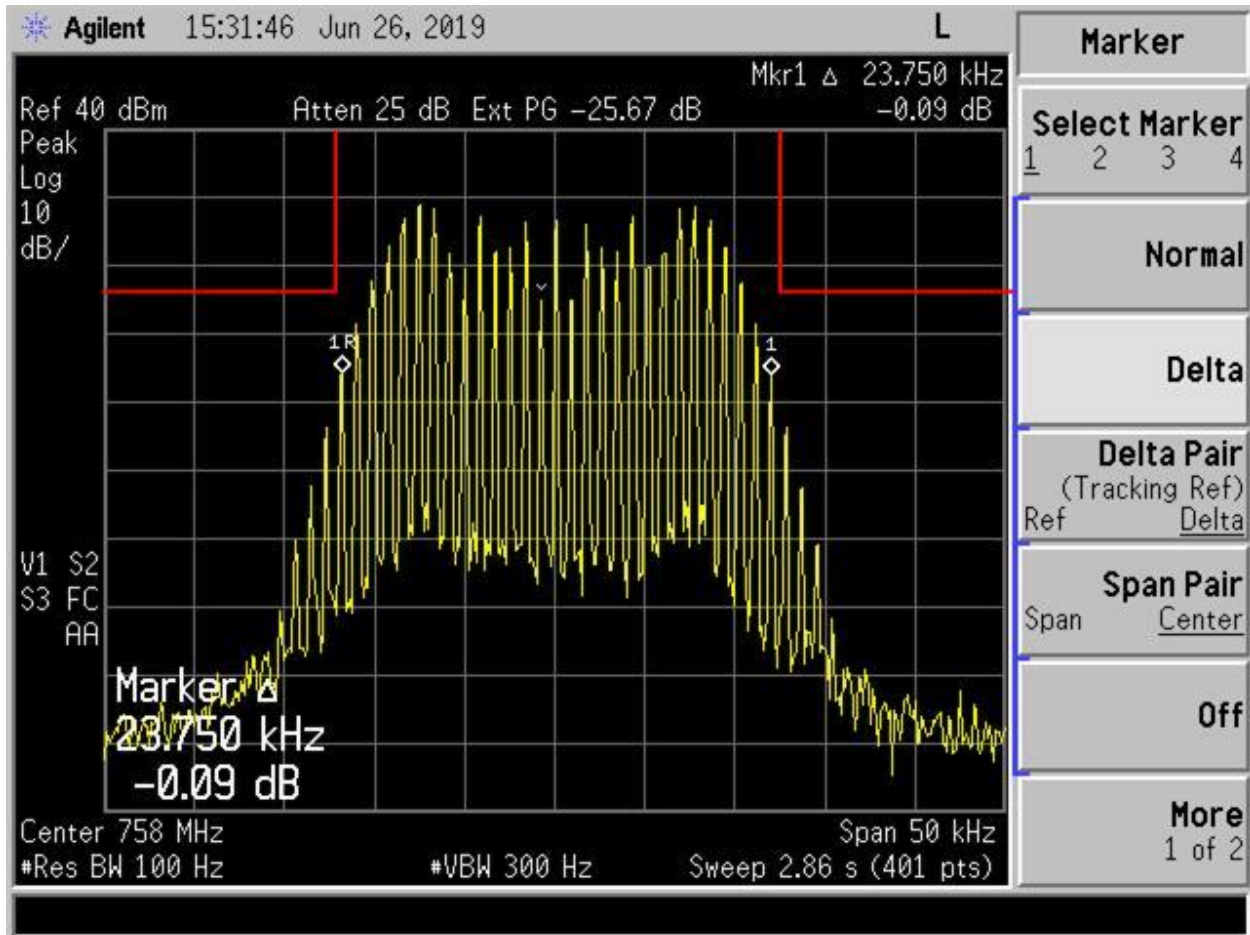 Agilent 15:31:46 Jun 26, 2019 L
Mkr1 Δ 23.750 kHz
Ref 40 dBm Atten 25 dB Ext PG -25.67 dB -0.09 dB
Peak
Log
10
dB/
1R
1
V1 S2
S3 FC
AA
Marker Δ
23.750 kHz
-0.09 dB
Center 758 MHz Span 50 kHz
#Res BW 100 Hz #VBW 300 Hz Sweep 2.86 s (401 pts)
Marker
Select Marker
1 2 3 4
Normal
Delta
Delta Pair
(Tracking Ref)
Ref Delta
Span Pair
Span Center
Off
More
1 of 2